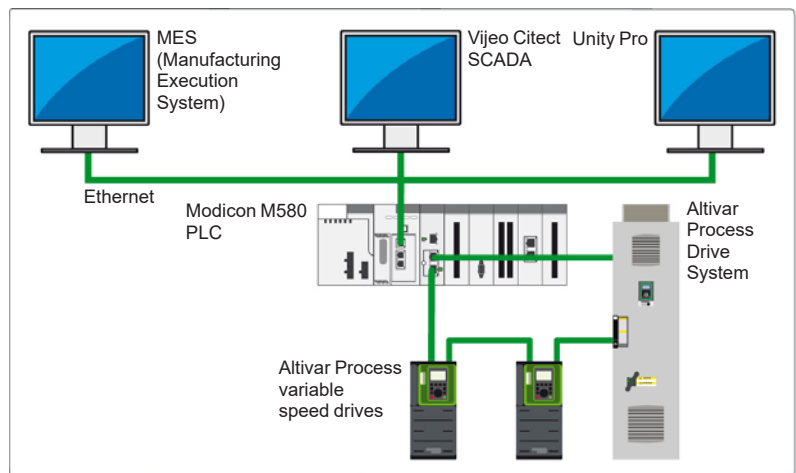 MES
(Manufacturing
Execution
System)
Vijeo Citect
SCADA
Unity Pro
Ethernet
Modicon M580
PLC
Altivar
Process
Drive
System
Altivar Process
variable
speed drives